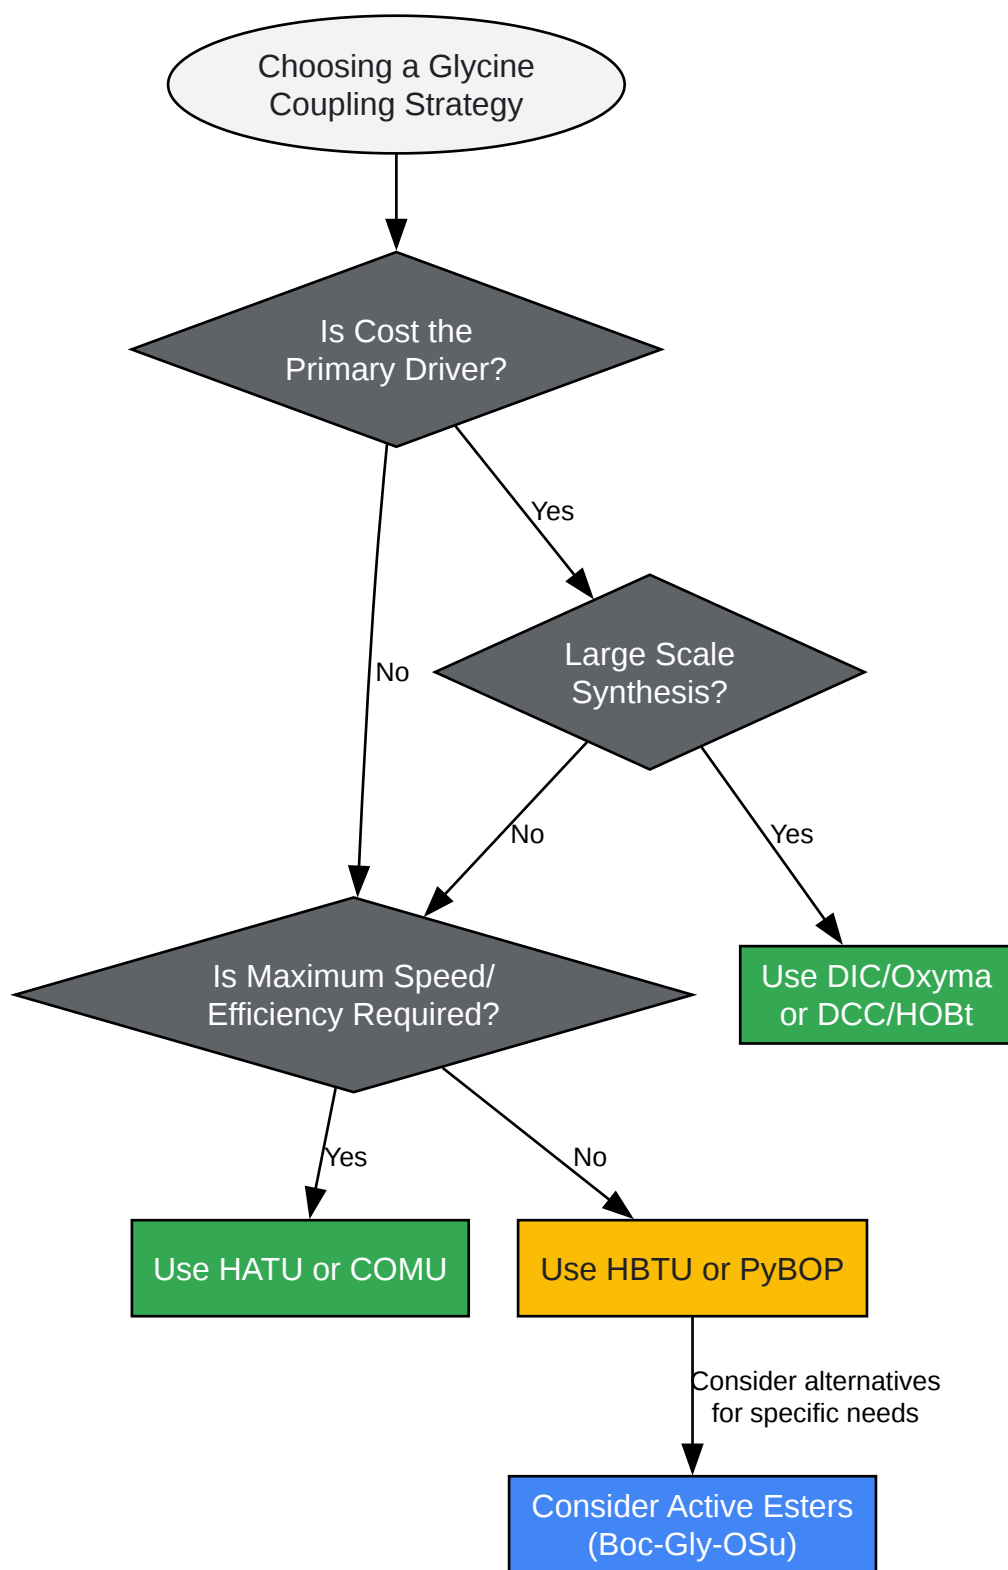 Choosing a Glycine
Coupling Strategy
Is Cost the
Primary Driver?
Yes
Large Scale
Synthesis?
No
No
Yes
Is Maximum Speed/
Efficiency Required?
Use DIC/Oxyma
or DCC/HOBt
Yes
No
Use HATU or COMU
Use HBTU or PyBOP
Consider alternatives
for specific needs
Consider Active Esters
(Boc-Gly-OSu)